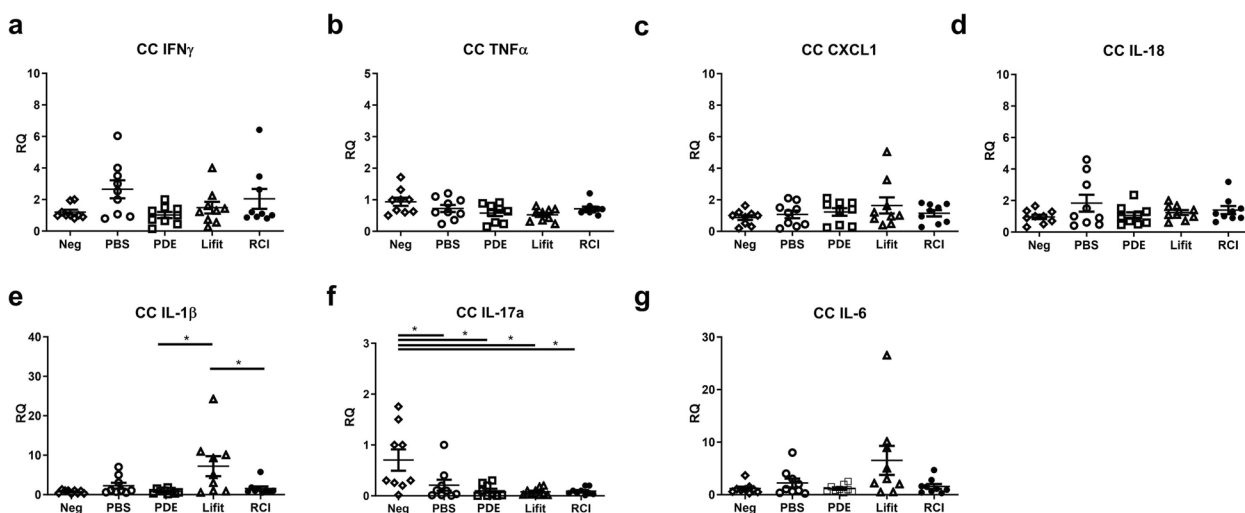 a
CC IFNγ
RQ
10
8
6
4
2
0
Neg PBS PDE Lifit RCI
b
CC TNFα
RQ
5
4
3
2
1
0
Neg PBS PDE Lifit RCI
c
CC CXCL1
RQ
10
8
6
4
2
0
Neg PBS PDE Lifit RCI
d
CC IL-18
RQ
10
8
6
4
2
0
Neg PBS PDE Lifit RCI
e
CC IL-1β
RQ
40
30
20
10
0
* *
Neg PBS PDE Lifit RCI
f
CC IL-17a
RQ
3
2
1
0
* * * *
Neg PBS PDE Lifit RCI
g
CC IL-6
RQ
30
20
10
0
Neg PBS PDE Lifit RCI